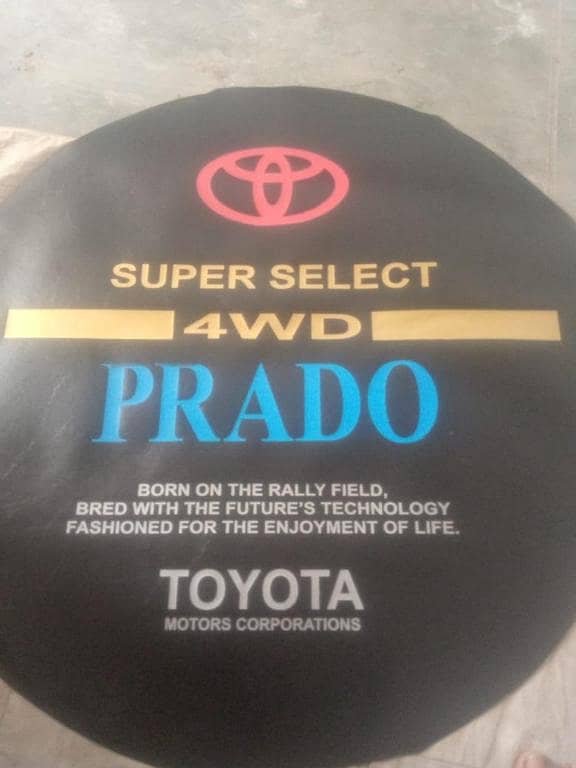 SUPER SELECT
4WD
PRADO
BORN ON THE RALLY FIELD,
BRED WITH THE FUTURE'S TECHNOLOGY
FASHIONED FOR THE ENJOYMENT OF LIFE.
TOYOTA
MOTORS CORPORATIONS